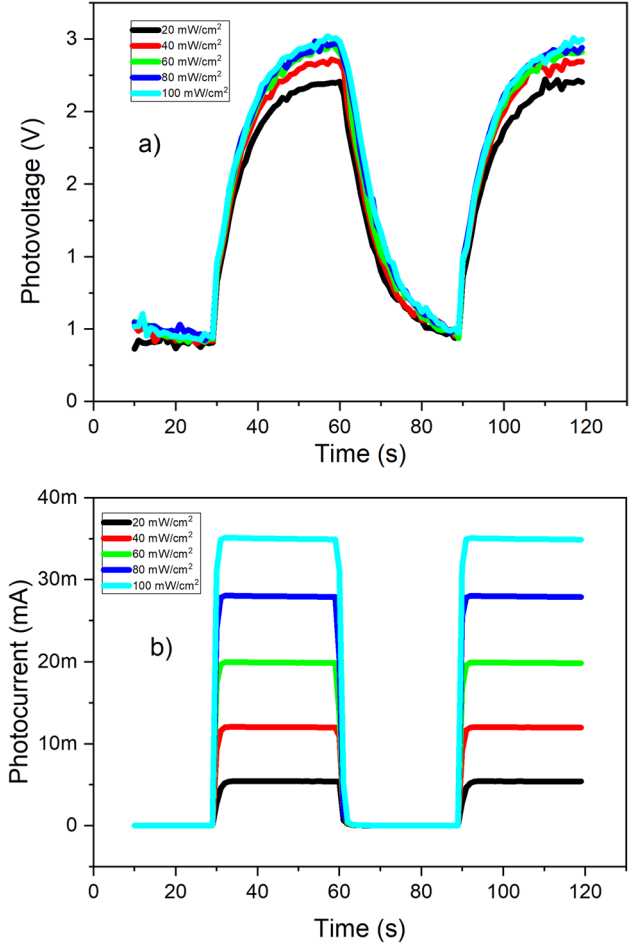 3
2
2
1
1
0
Photovoltage (V)
20 mW/cm²
40 mW/cm²
60 mW/cm²
80 mW/cm²
100 mW/cm²
a)
0 20 40 60 80 100 120
Time (s)
40m
30m
20m
10m
0
Photocurrent (mA)
20 mW/cm²
40 mW/cm²
60 mW/cm²
80 mW/cm²
100 mW/cm²
b)
0 20 40 60 80 100 120
Time (s)